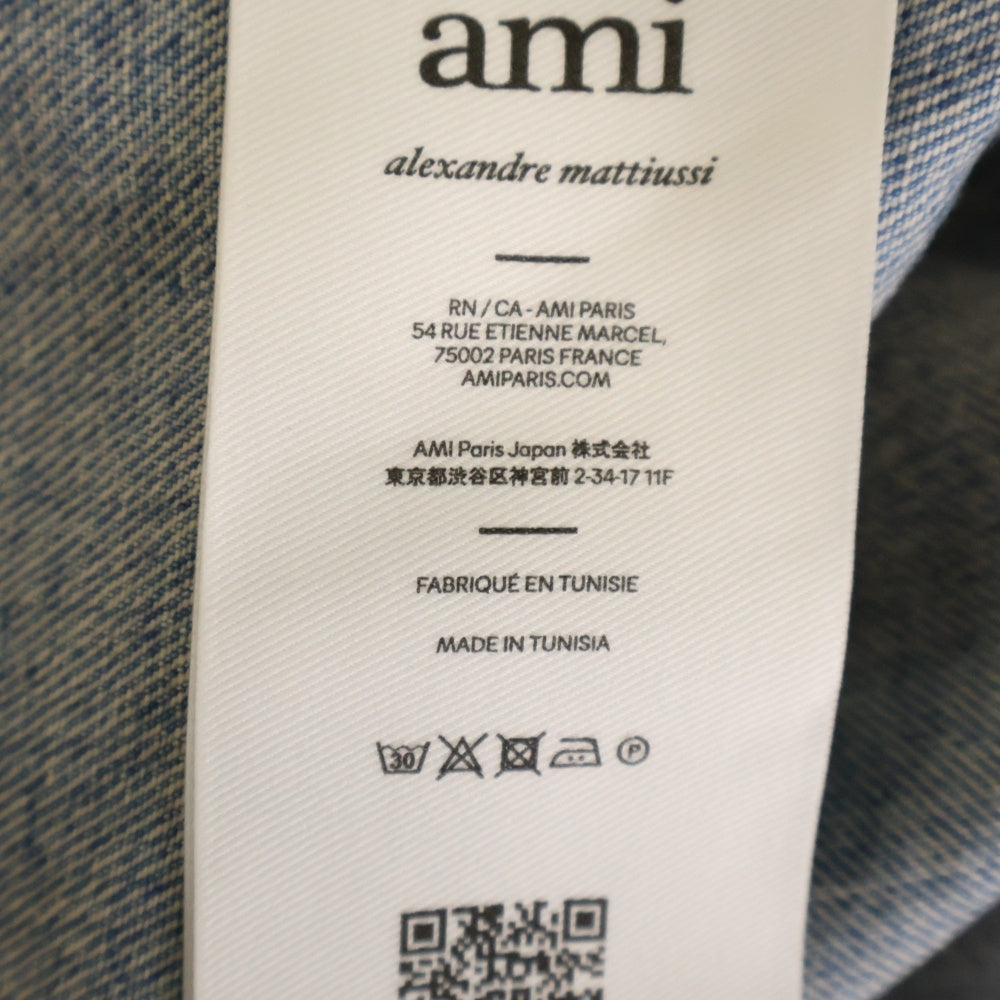 ami
alexandre mattiussi
RN / CA - AMI PARIS
54 RUE ETIENNE MARCEL,
75002 PARIS FRANCE
AMIPARIS.COM
AMI Paris Japan 株式会社
東京都渋谷区神宮前 2-34-17 11F
FABRIQUÉ EN TUNISIE
MADE IN TUNISIA
30 P